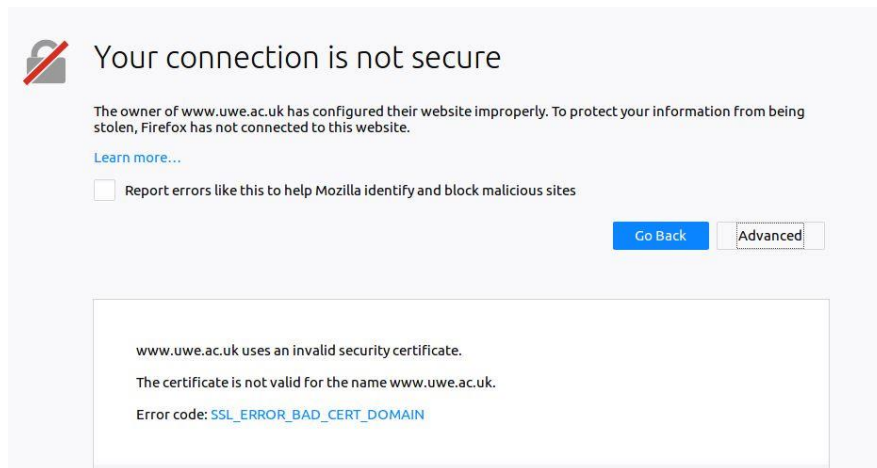 Your connection is not secure
The owner of www.uwe.ac.uk has configured their website improperly. To protect your information from being
stolen, Firefox has not connected to this website.
Learn more…
Report errors like this to help Mozilla identify and block malicious sites
Go Back Advanced
www.uwe.ac.uk uses an invalid security certificate.
The certificate is not valid for the name www.uwe.ac.uk.
Error code: SSL_ERROR_BAD_CERT_DOMAIN